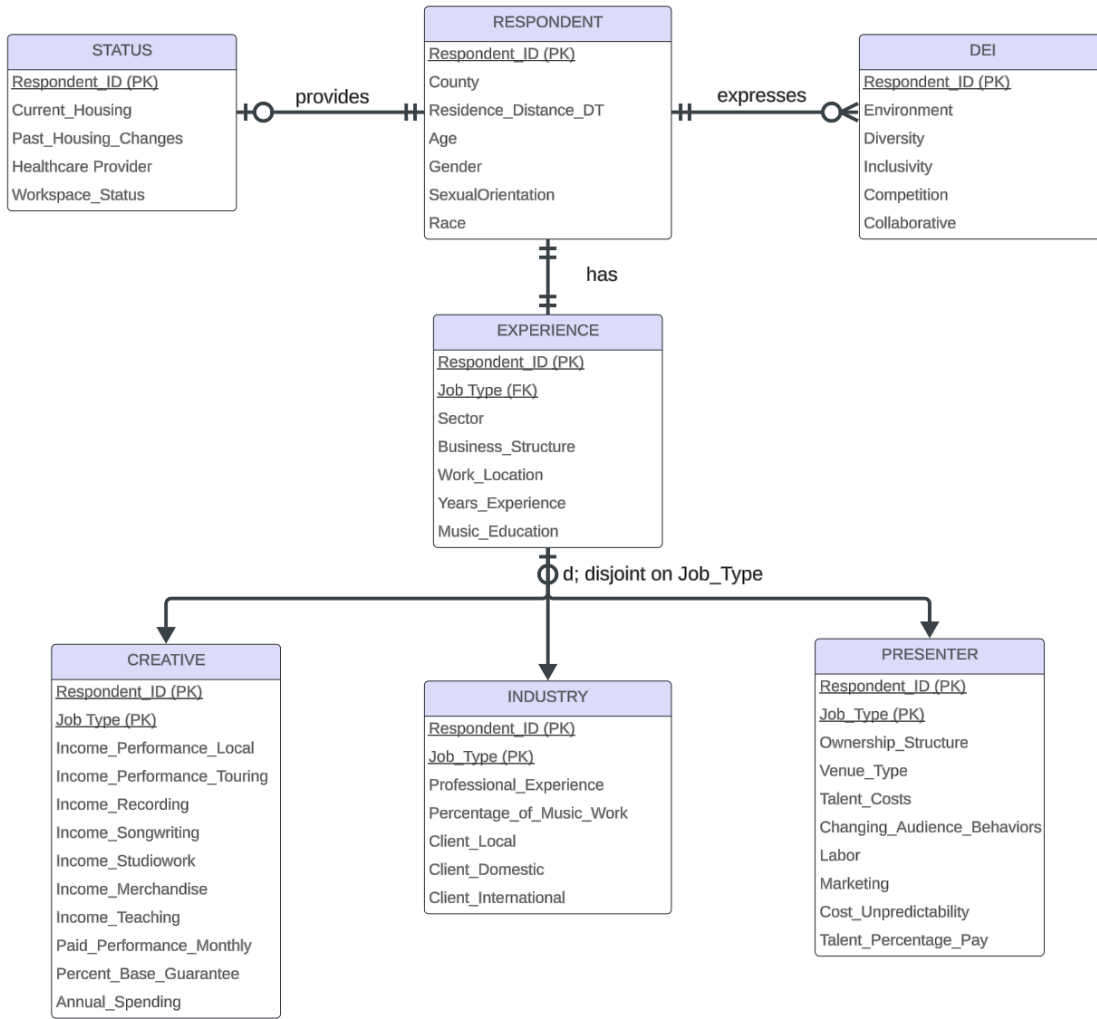 STATUS
Respondent_ID (PK)
Current_Housing
Past_Housing_Changes
Healthcare Provider
Workspace_Status
provides
RESPONDENT
Respondent_ID (PK)
County
Residence_Distance_DT
Age
Gender
SexualOrientation
Race
expresses
DEI
Respondent_ID (PK)
Environment
Diversity
Inclusivity
Competition
Collaborative
has
EXPERIENCE
Respondent_ID (PK)
Job Type (FK)
Sector
Business_Structure
Work_Location
Years_Experience
Music_Education
d; disjoint on Job_Type
CREATIVE
Respondent_ID (PK)
Job Type (PK)
Income_Performance_Local
Income_Performance_Touring
Income_Recording
Income_Songwriting
Income_Studiowork
Income_Merchandise
Income_Teaching
Paid_Performance_Monthly
Percent_Base_Guarantee
Annual_Spending
INDUSTRY
Respondent_ID (PK)
Job_Type (PK)
Professional_Experience
Percentage_of_Music_Work
Client_Local
Client_Domestic
Client_International
PRESENTER
Respondent_ID (PK)
Job_Type (PK)
Ownership_Structure
Venue_Type
Talent_Costs
Changing_Audience_Behaviors
Labor
Marketing
Cost_Unpredictability
Talent_Percentage_Pay